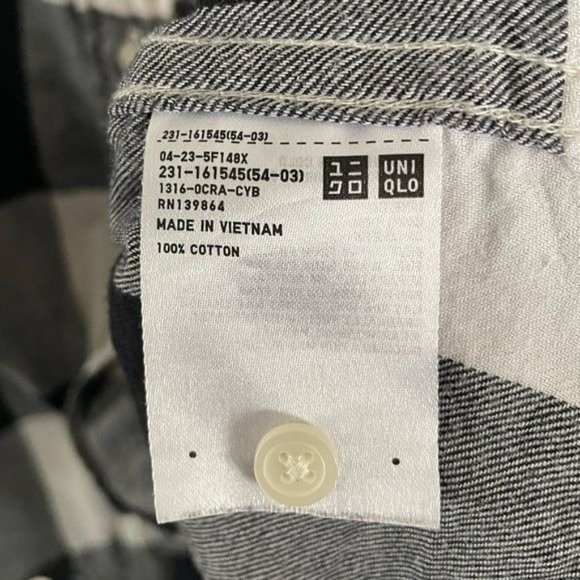 231-161545(54-03)
04-23-5F148X
231-161545(54-03)
1316-0CRA-CYB
RN139864
MADE IN VIETNAM
100% COTTON
ユニ
クロ
UNI
QLO